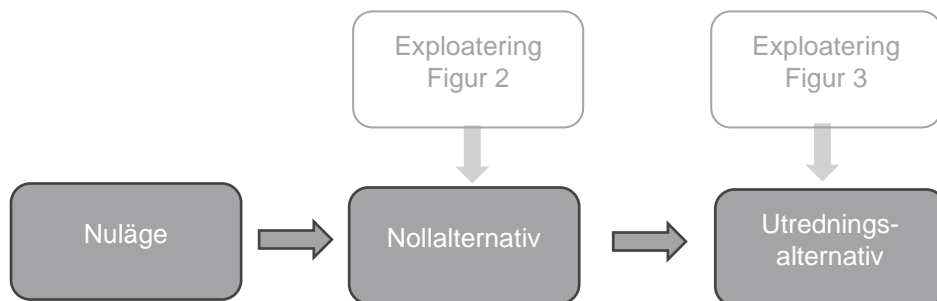 Exploatering
Figur 2
Exploatering
Figur 3
Nuläge
Nollalternativ
Utrednings-
alternativ